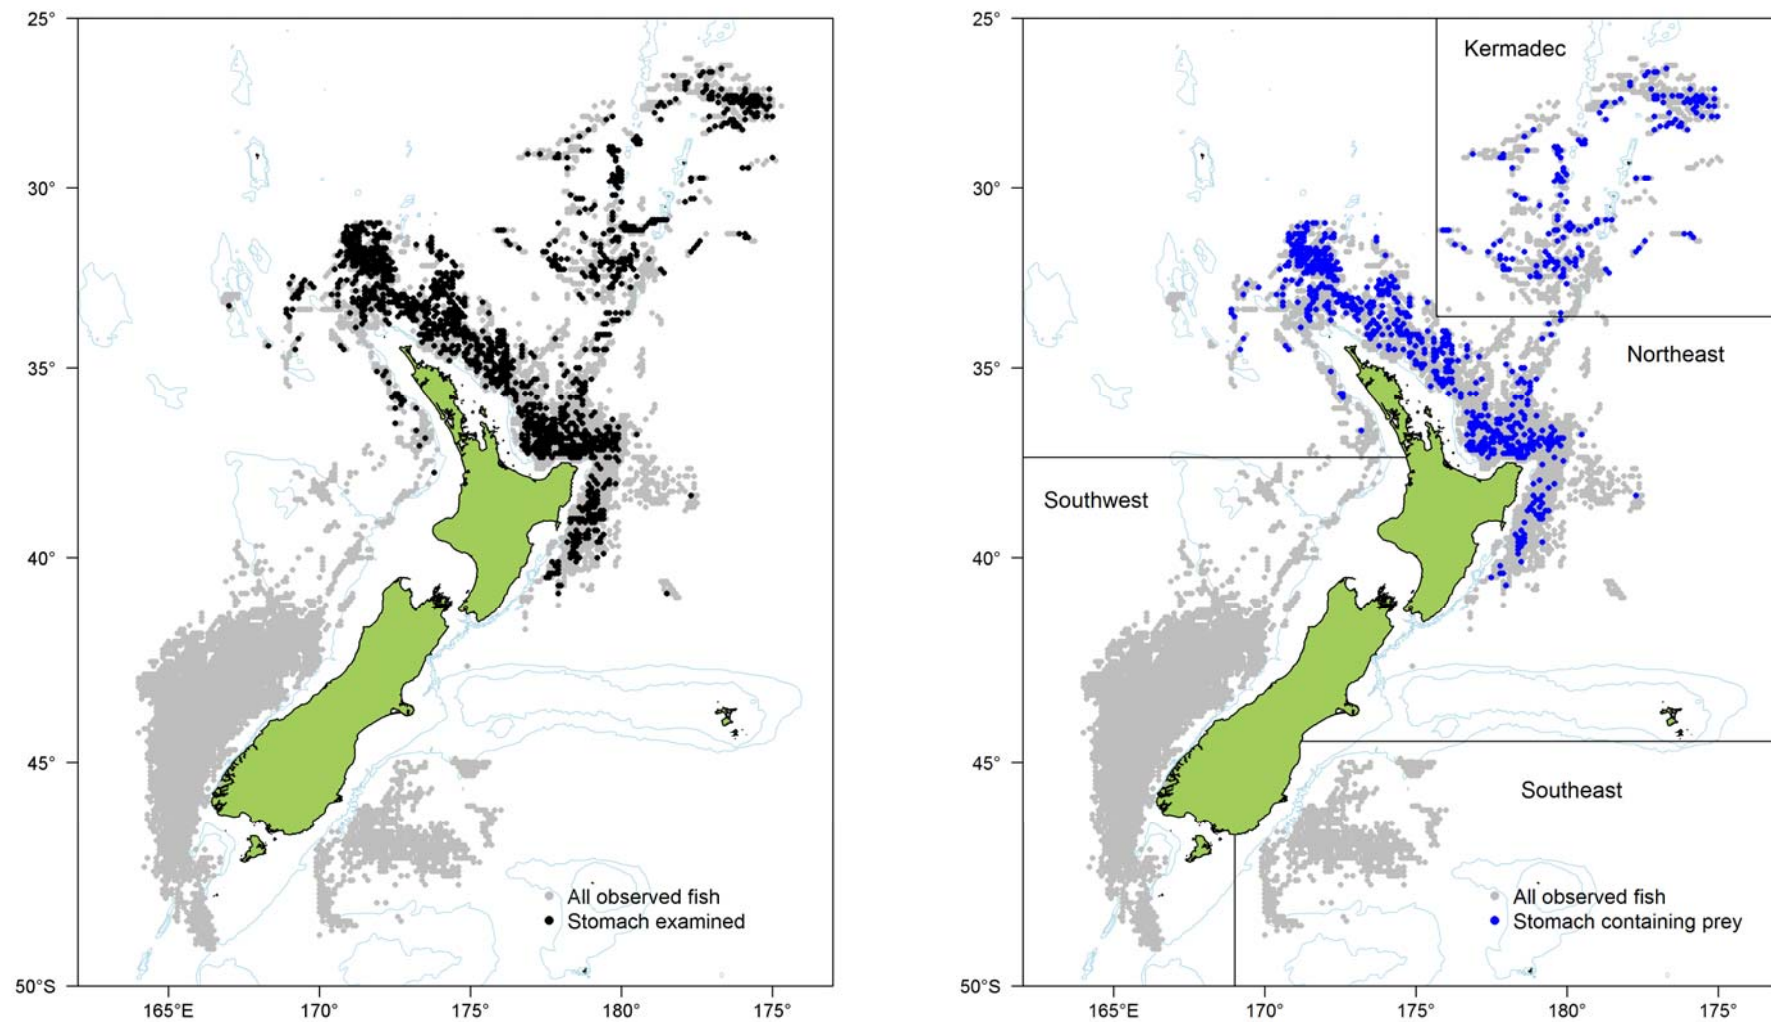 25°
30°
35°
40°
45°
50°S
165°E
170°
175°
180°
175°
All observed fish
Stomach examined
25°
30°
35°
40°
45°
50°S
165°E
170°
175°
180°
175°
Kermadec
Northeast
Southwest
Southeast
All observed fish
Stomach containing prey